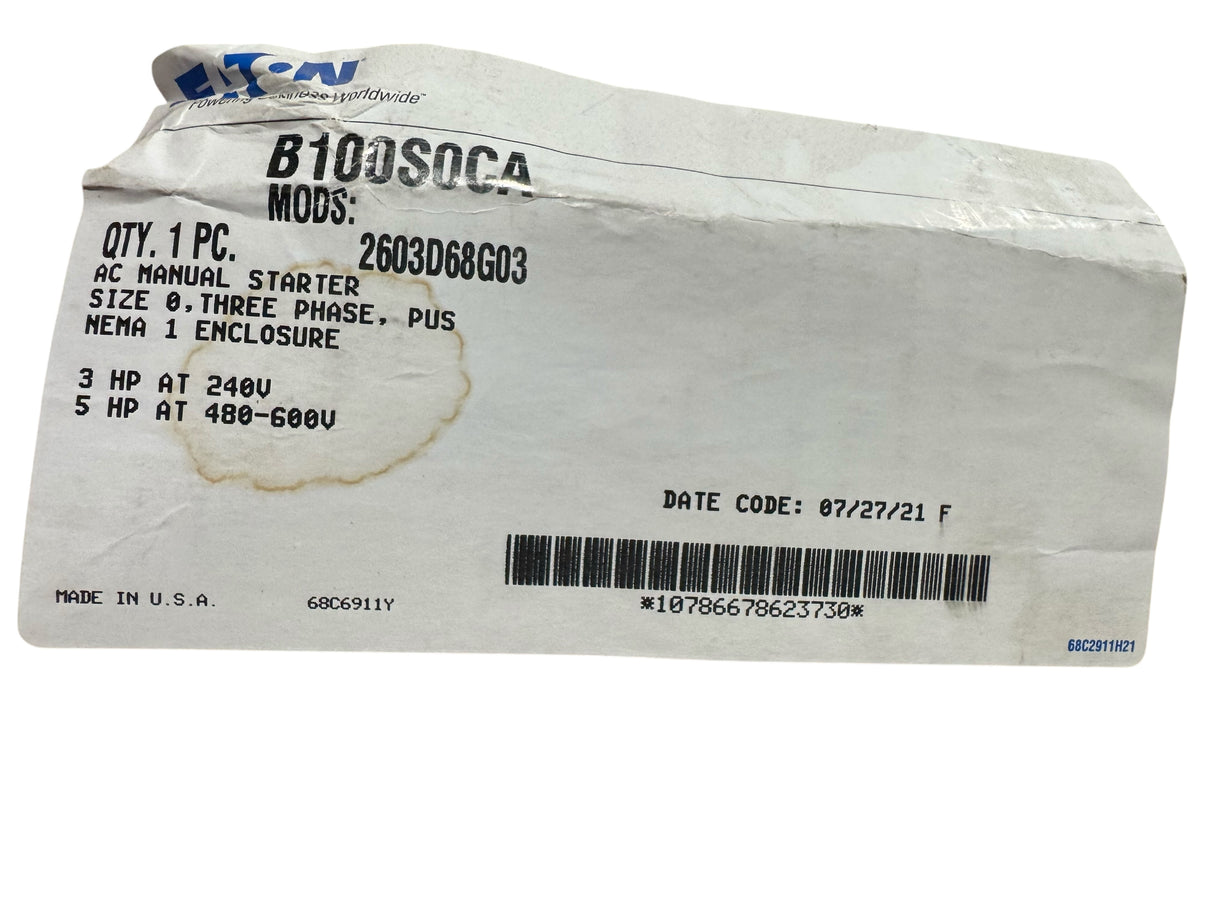 EATON
Powering Business Worldwide™
B100S0CA
MODS:
QTY. 1 PC. 2603D68G03
AC MANUAL STARTER
SIZE 0, THREE PHASE, PUS
NEMA 1 ENCLOSURE
3 HP AT 240V
5 HP AT 480-600V
DATE CODE: 07/27/21 F
*10786678623730*
MADE IN U.S.A. 68C6911Y
68C2911H21